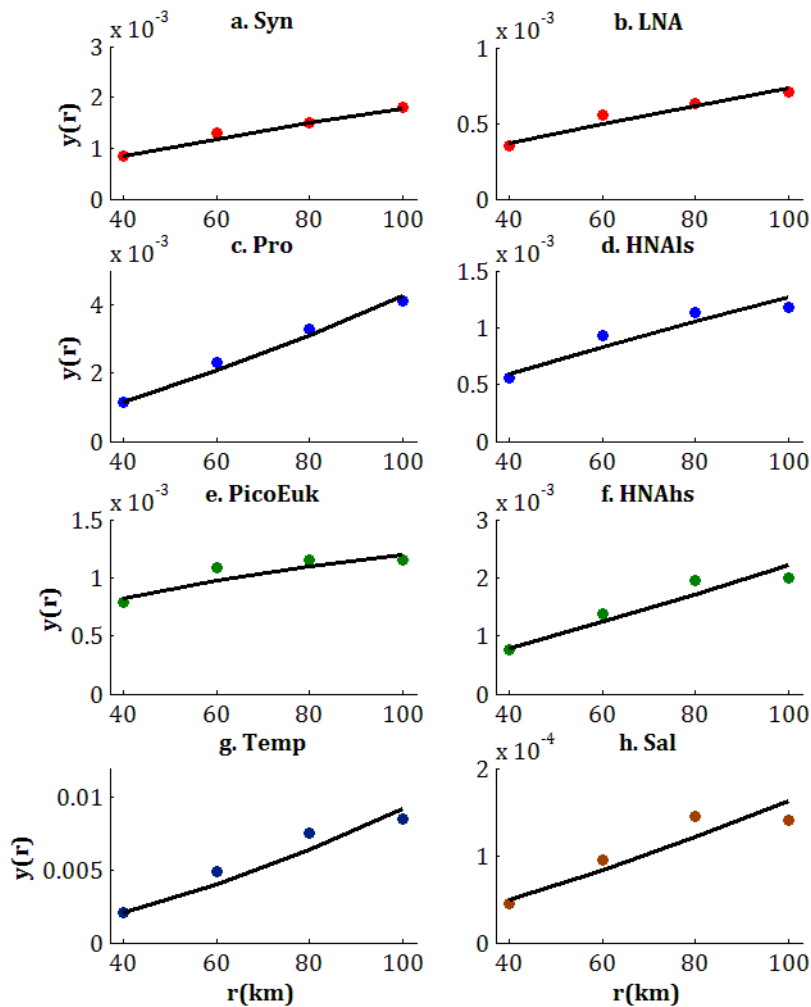 a. Syn
x 10⁻³
3
2
1
0
y(r)
40 60 80 100
b. LNA
x 10⁻³
1
0.5
0
40 60 80 100
c. Pro
x 10⁻³
4
2
0
y(r)
40 60 80 100
d. HNAls
x 10⁻³
1.5
1
0.5
0
40 60 80 100
e. PicoEuk
x 10⁻³
1.5
1
0.5
0
y(r)
40 60 80 100
f. HNAhs
x 10⁻³
3
2
1
0
40 60 80 100
g. Temp
0.01
0.005
0
y(r)
40 60 80 100
r(km)
h. Sal
x 10⁻⁴
2
1
0
40 60 80 100
r(km)